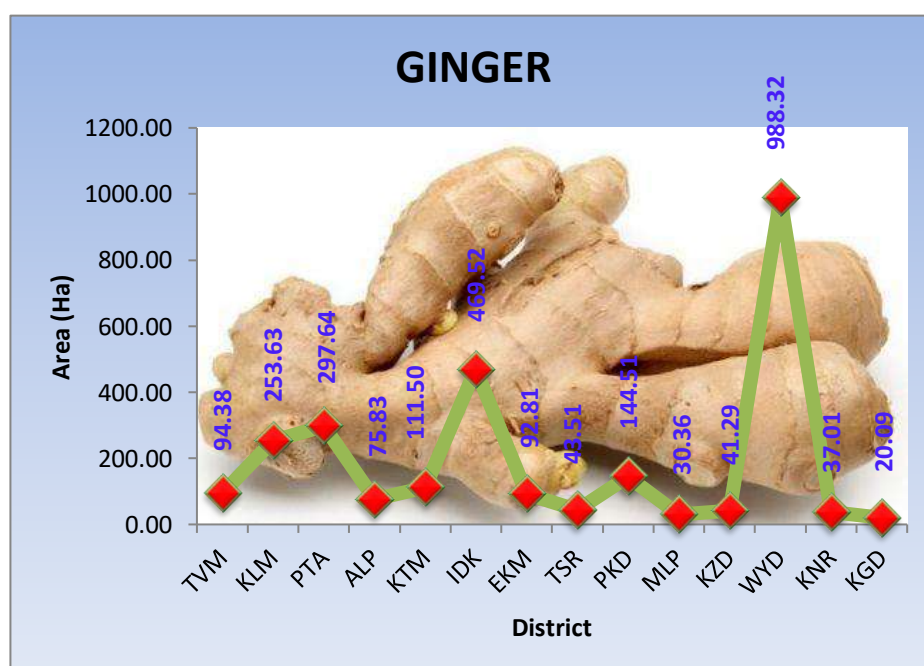 GINGER
1200.00
1000.00
800.00
600.00
400.00
200.00
0.00
Area (Ha)
94.38
253.63
297.64
75.83
111.50
469.52
92.81
43.51
144.51
30.36
41.29
988.32
37.01
20.09
TVM
KLM
PTA
ALP
KTM
IDK
EKM
TSR
PKD
MLP
KZD
WYD
KNR
KGD
District